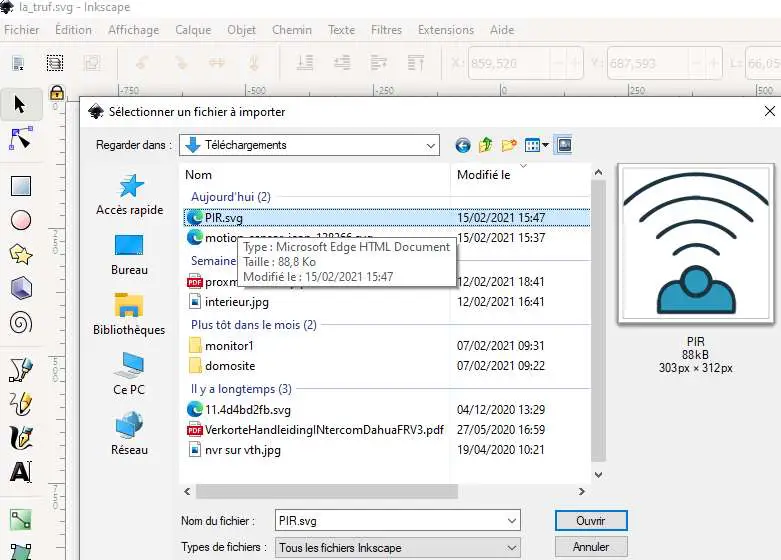 la_truf.svg - Inkscape
Fichier Édition Affichage Calque Objet Chemin Texte Filtres Extensions Aide
X: 859,520 Y: 687,593 L: 66,05
-750 -500 -250 0 250 500
Sélectionner un fichier à importer
Regarder dans : Téléchargements
Nom Modifié le
Aujourd'hui (2)
PIR.svg 15/02/2021 15:47
15/02/2021 15:37
Type : Microsoft Edge HTML Document
Taille : 88,8 Ko
Modifié le : 15/02/2021 15:47
Semaine
proxm 12/02/2021 18:41
interieur.jpg 12/02/2021 16:41
Plus tôt dans le mois (2)
monitor1 07/02/2021 09:31
domosite 07/02/2021 09:22
Il y a longtemps (3)
11.4d4bd2fb.svg 04/12/2020 13:29
VerkorteHandleidingINtercomDahuaFRV3.pdf 27/05/2020 16:59
nvr sur vth.jpg 19/04/2020 10:21
Accès rapide
Bureau
Bibliothèques
Ce PC
Réseau
PIR
88kB
303px × 312px
Nom du fichier : PIR.svg Ouvrir
Types de fichiers : Tous les fichiers Inkscape Annuler